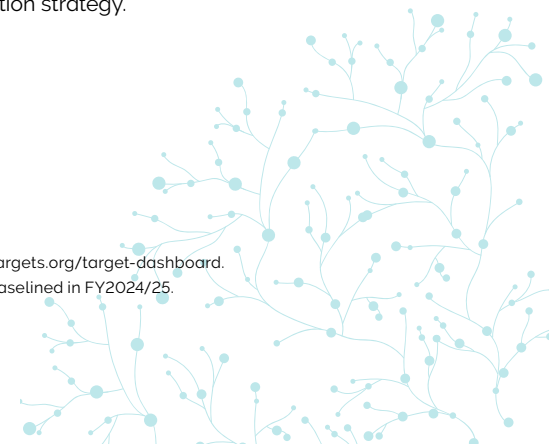 tion strategy.
argets.org/target-dashboard.
aselined in FY2024/25.